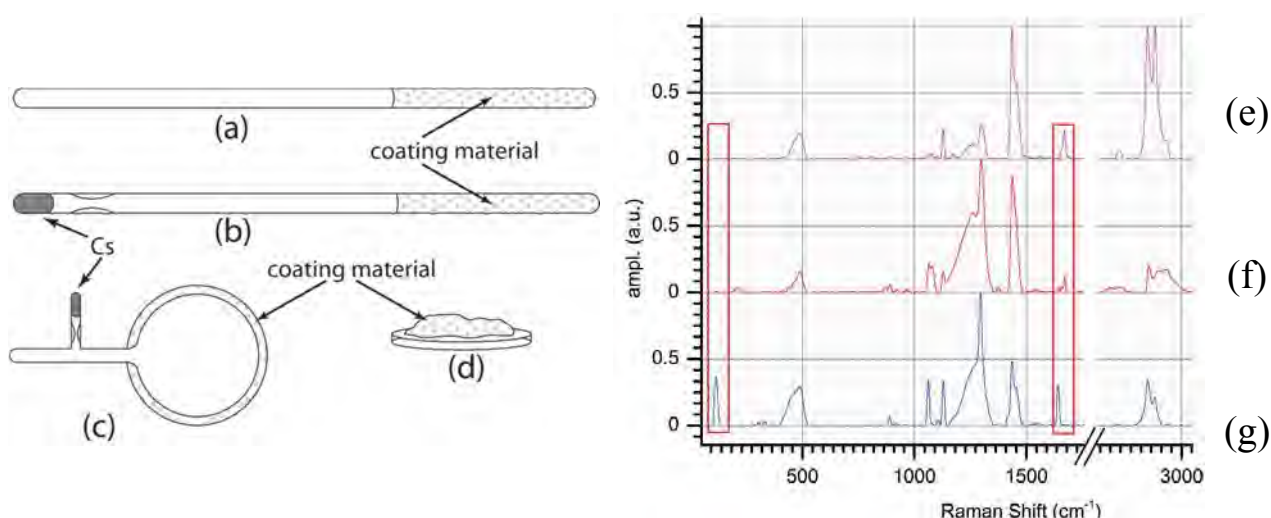 (a)
coating material
(b)
Cs
coating material
(c)
(d)
0.5
0
0.5
0
0.5
0
ampl. (a.u.)
500
1000
1500
3000
Raman Shift (cm⁻¹)
(e)
(f)
(g)